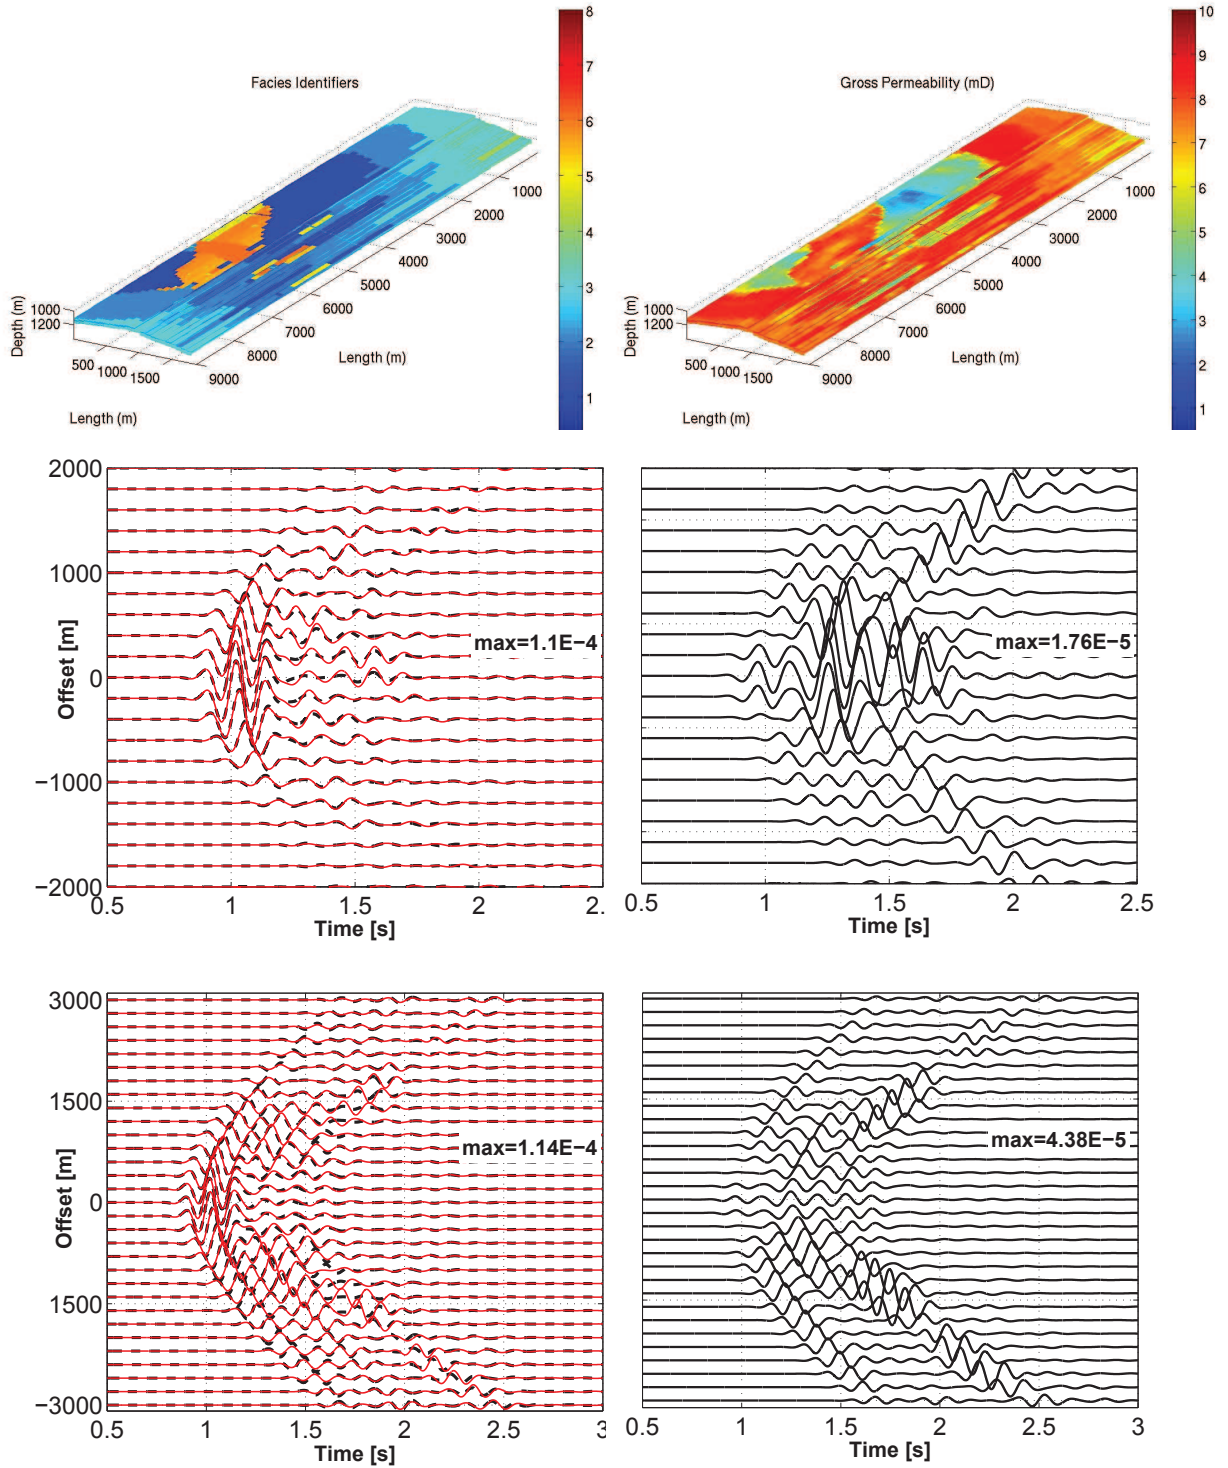 Facies Identifiers
8
7
6
5
4
3
2
1
1000
2000
3000
4000
5000
6000
7000
8000
9000
Length (m)
1000
1200
Depth (m)
500
1000
1500
Length (m)
Gross Permeability (mD)
10
9
8
7
6
5
4
3
2
1
1000
2000
3000
4000
5000
6000
7000
8000
9000
Length (m)
1000
1200
Depth (m)
500
1000
1500
Length (m)
2000
1000
0
−1000
−2000
Offset [m]
max=1.1E−4
0.5 1 1.5 2 2.
Time [s]
max=1.76E−5
0.5 1 1.5 2 2.5
Time [s]
3000
1500
0
1500
−3000
Offset [m]
max=1.14E−4
0.5 1 1.5 2 2.5 3
Time [s]
max=4.38E−5
0.5 1 1.5 2 2.5 3
Time [s]